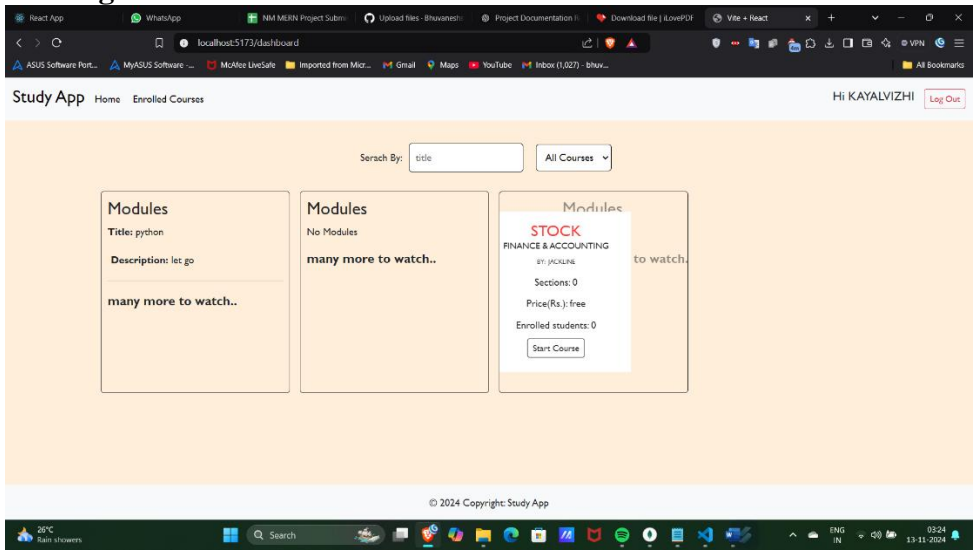 React App
WhatsApp
NM MERN Project Submi
Upload files · Bhuvanesh
Project Documentation F
Download file | iLovePDF
Vite + React
localhost:5173/dashboard
VPN
ASUS Software Port...
MyASUS Software -...
McAfee LiveSafe
Imported from Micr...
Gmail
Maps
YouTube
Inbox (1,027) - bhuv...
All Bookmarks
Study App
Home
Enrolled Courses
Hi KAYALVIZHI
Log Out
Serach By:
title
All Courses
Modules
Title: python
Description: let go
many more to watch..
Modules
No Modules
many more to watch..
Modules
to watch.
STOCK
FINANCE & ACCOUNTING
BY: JACKLINE
Sections: 0
Price(Rs.): free
Enrolled students: 0
Start Course
© 2024 Copyright: Study App
26°C
Rain showers
Search
ENG
IN
03:24
13-11-2024